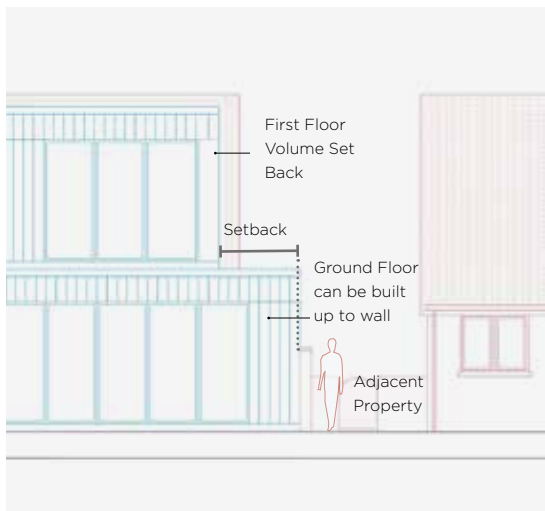 First Floor
Volume Set
Back
Setback
Ground Floor
can be built
up to wall
Adjacent
Property